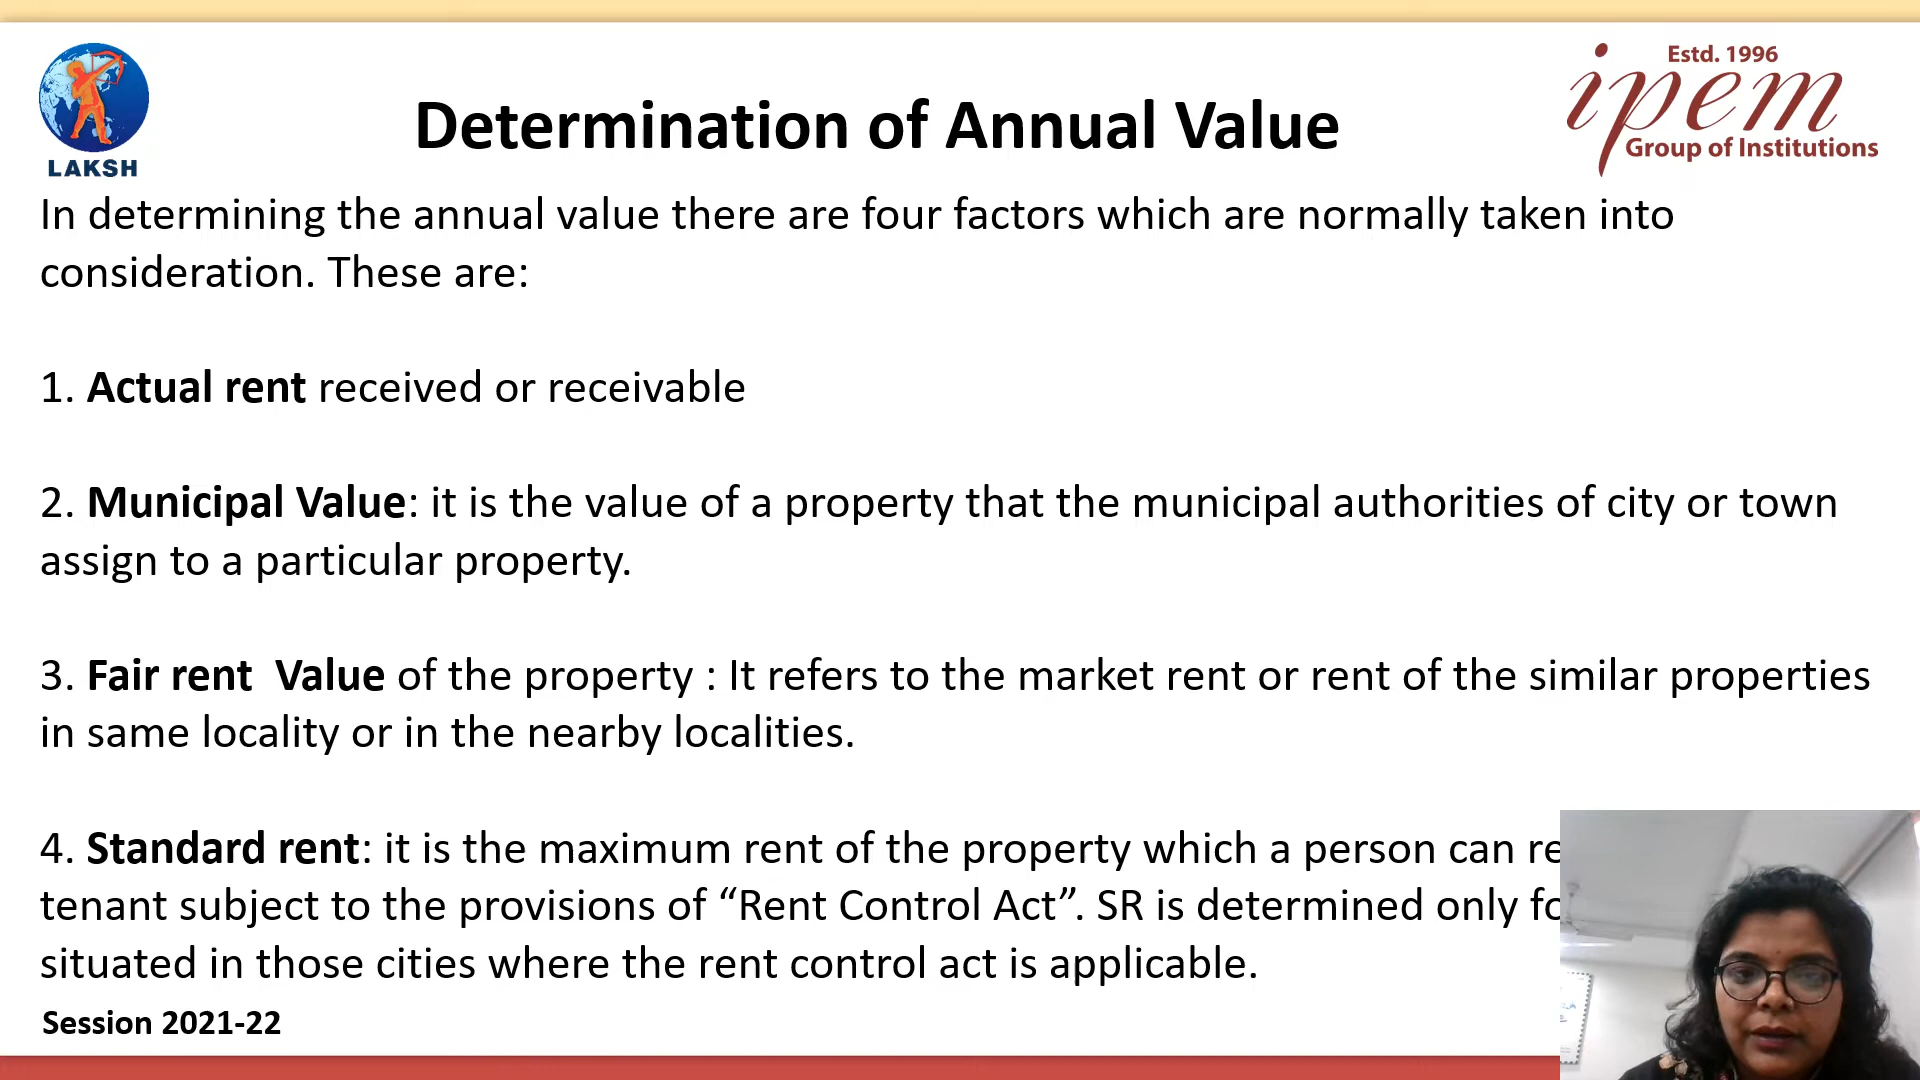 LAKSH
Determination of Annual Value
Estd. 1996
ipem
Group of Institutions
In determining the annual value there are four factors which are normally taken into
consideration. These are:
1. Actual rent received or receivable
2. Municipal Value: it is the value of a property that the municipal authorities of city or town
assign to a particular property.
3. Fair rent  Value of the property : It refers to the market rent or rent of the similar properties
in same locality or in the nearby localities.
4. Standard rent: it is the maximum rent of the property which a person can
tenant subject to the provisions of “Rent Control Act”. SR is determined only
situated in those cities where the rent control act is applicable.
Session 2021-22